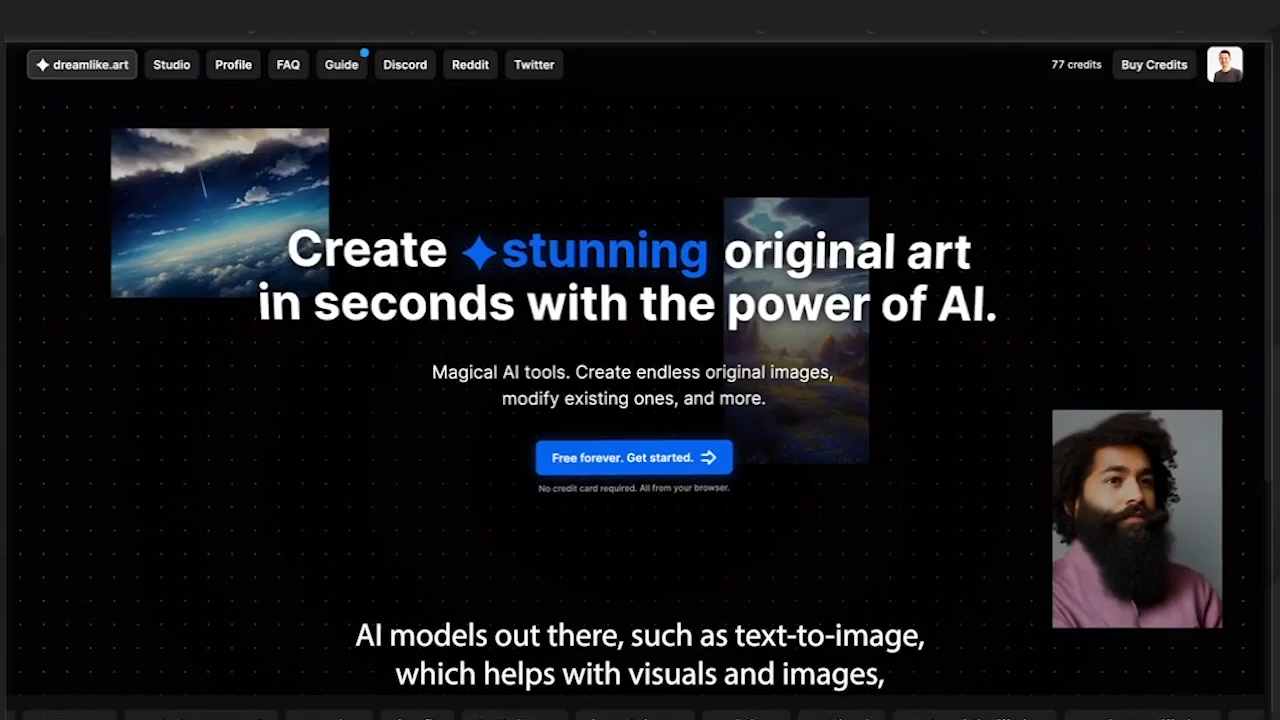 dreamlike.art Studio Profile FAQ Guide Discord Reddit Twitter 77 credits Buy Credits
Create stunning original art
in seconds with the power of AI.
Magical AI tools. Create endless original images,
modify existing ones, and more.
Free forever. Get started.
No credit card required. All from your browser.
AI models out there, such as text-to-image,
which helps with visuals and images,